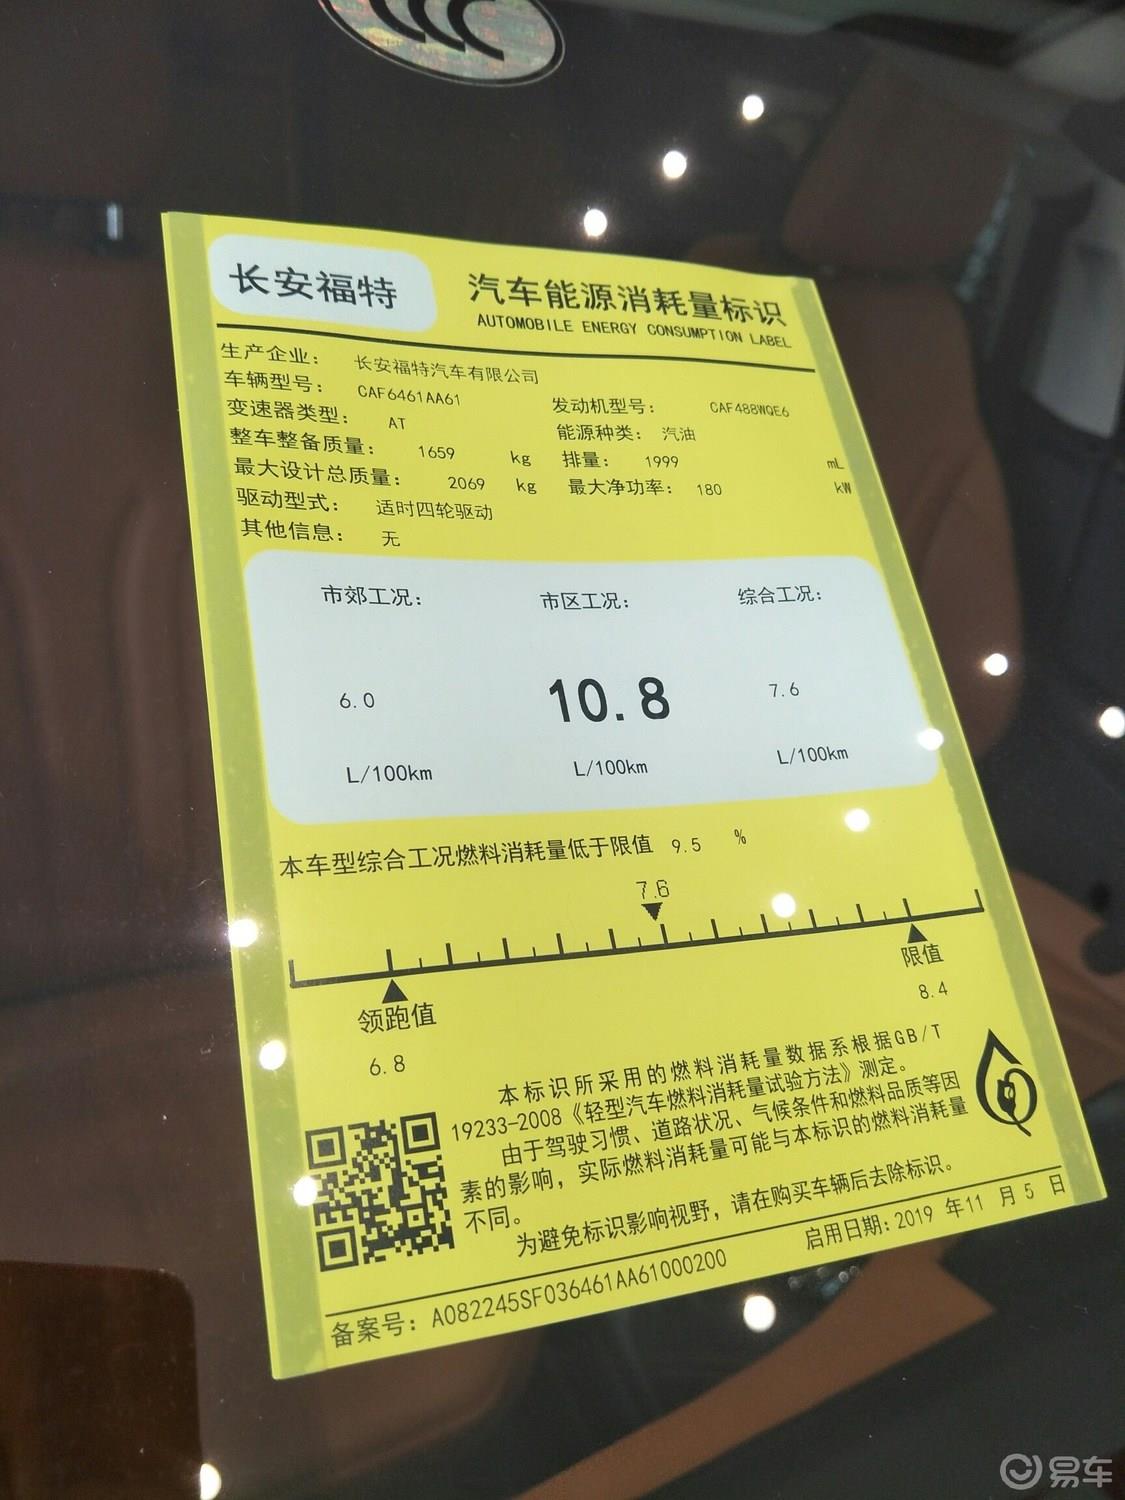 CCC
长安福特
汽车能源消耗量标识
AUTOMOBILE ENERGY CONSUMPTION LABEL
生产企业： 长安福特汽车有限公司
车辆型号： CAF6461AA61 发动机型号： CAF488WQE6
变速器类型： AT 能源种类： 汽油
整车整备质量： 1659 kg 排量： 1999 mL
最大设计总质量： 2069 kg 最大净功率： 180 kW
驱动型式： 适时四轮驱动
其他信息： 无
市郊工况： 市区工况： 综合工况：
6.0 10.8 7.6
L/100km L/100km L/100km
本车型综合工况燃料消耗量低于限值 9.5 %
7.6
领跑值 限值
6.8 8.4
本标识所采用的燃料消耗量数据系根据GB/T
19233-2008《轻型汽车燃料消耗量试验方法》测定。
由于驾驶习惯、道路状况、气候条件和燃料品质等因
素的影响，实际燃料消耗量可能与本标识的燃料消耗量
不同。
为避免标识影响视野，请在购买车辆后去除标识。
备案号：A082245SF036461AA61000200 启用日期：2019 年11 月 5 日
易车